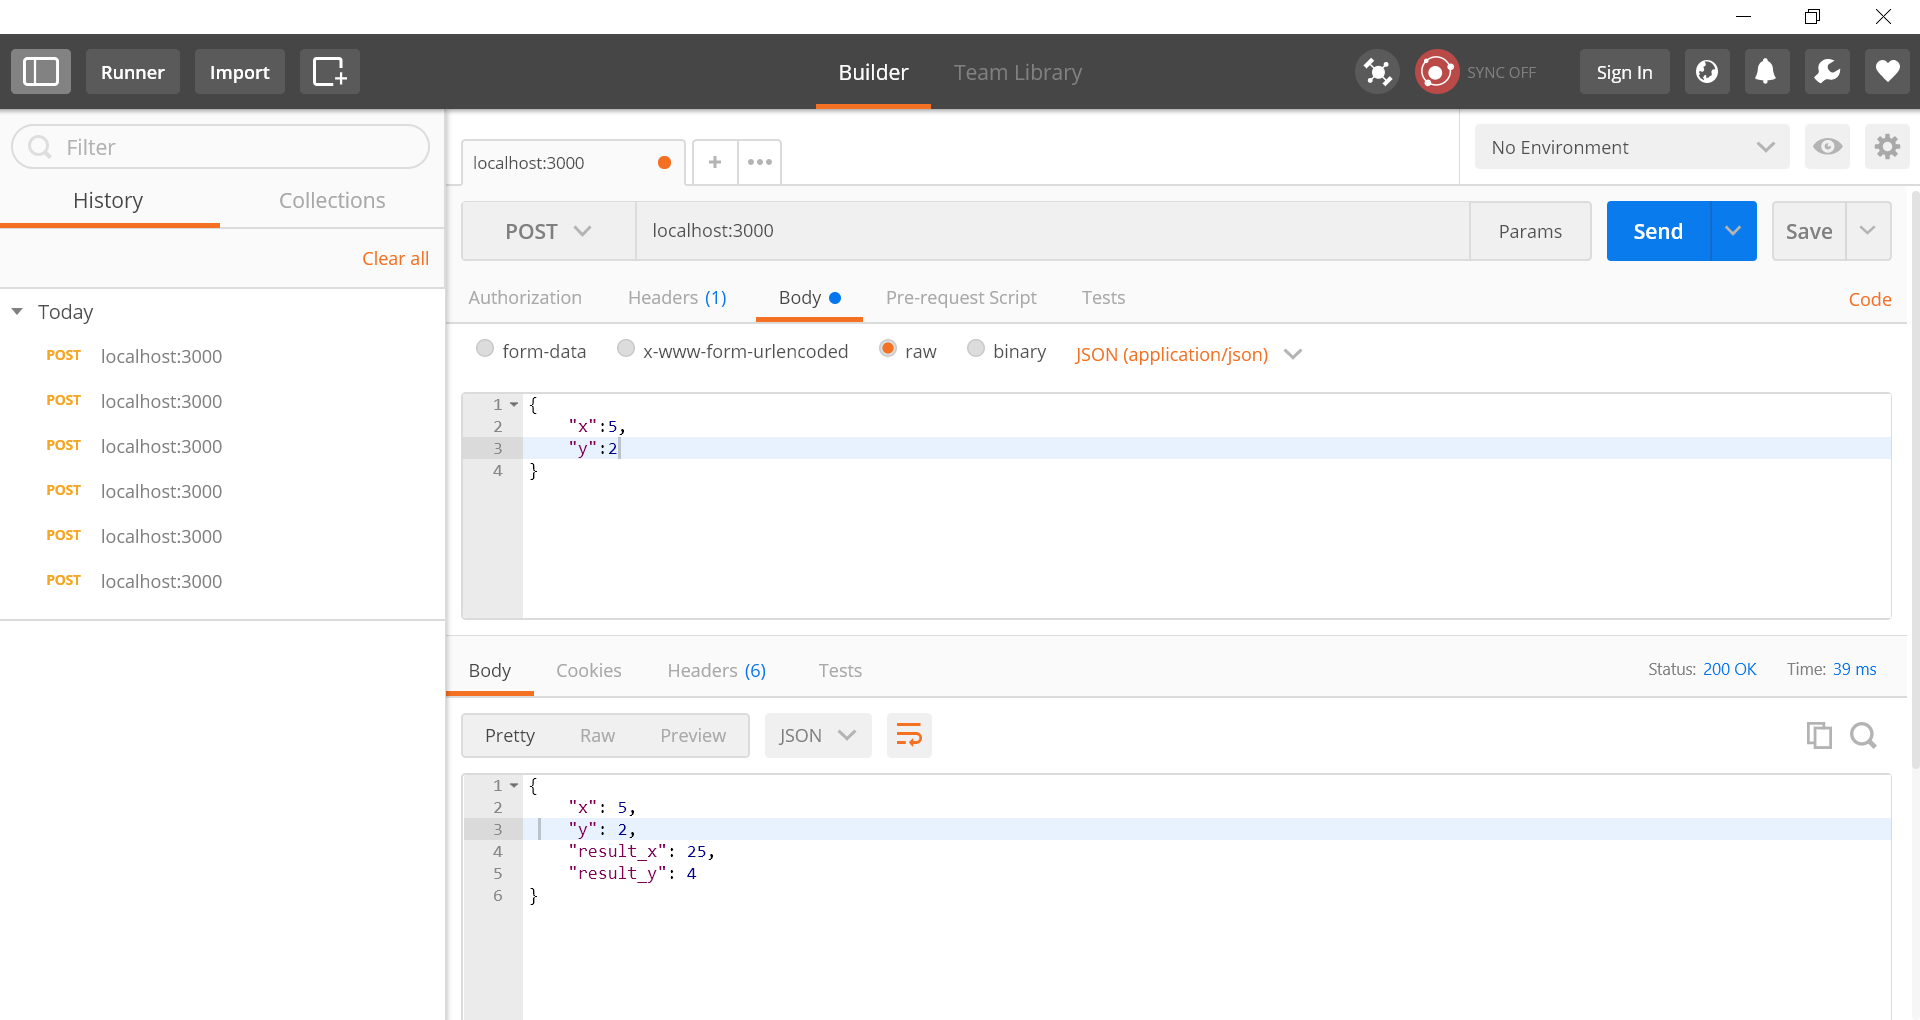 Runner
Import
Builder
Team Library
SYNC OFF
Sign In
Filter
History
Collections
Clear all
Today
POST localhost:3000
POST localhost:3000
POST localhost:3000
POST localhost:3000
POST localhost:3000
POST localhost:3000
localhost:3000
No Environment
POST
localhost:3000
Params
Send
Save
Authorization
Headers (1)
Body
Pre-request Script
Tests
Code
form-data
x-www-form-urlencoded
raw
binary
JSON (application/json)
1 {
2 "x":5,
3 "y":2
4 }
Body
Cookies
Headers (6)
Tests
Status: 200 OK
Time: 39 ms
Pretty
Raw
Preview
JSON
1 {
2 "x": 5,
3 "y": 2,
4 "result_x": 25,
5 "result_y": 4
6 }